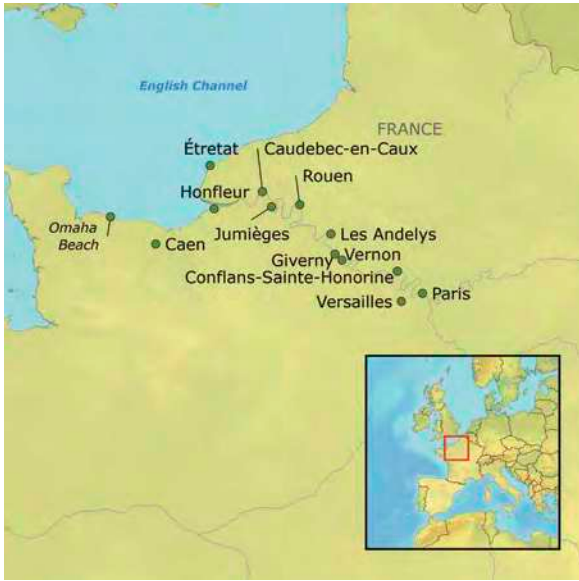 English Channel
FRANCE
Étretat
Caudebec-en-Caux
Rouen
Honfleur
Omaha
Beach
Jumièges
Caen
Les Andelys
Giverny
Vernon
Conflans-Sainte-Honorine
Versailles
Paris